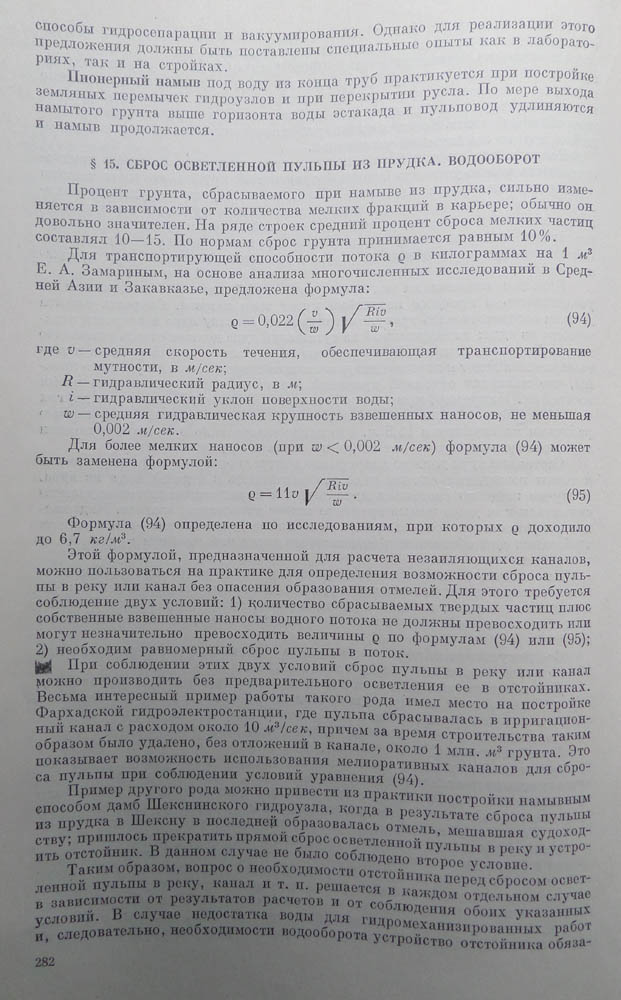 способы гидросепарации и вакуумирования. Однако для реализации этого
предложения должны быть поставлены специальные опыты как в лаборато-
риях, так и на стройках.
Пионерный намыв под воду из конца труб практикуется при постройке
земляных перемычек гидроузлов и при перекрытии русла. По мере выхода
намытого грунта выше горизонта воды эстакада и пульповод удлиняются
и намыв продолжается.
§ 15. СБРОС ОСВЕТЛЕННОЙ ПУЛЬПЫ ИЗ ПРУДКА. ВОДООБОРОТ
Процент грунта, сбрасываемого при намыве из прудка, сильно изме-
няется в зависимости от количества мелких фракций в карьере; обычно он
довольно значителен. На ряде строек средний процент сброса мелких частиц
составлял 10—15. По нормам сброс грунта принимается равным 10%.
Для транспортирующей способности потока ϱ в килограммах на 1 м³
Е. А. Замариным, на основе анализа многочисленных исследований в Сред-
ней Азии и Закавказье, предложена формула:
ϱ = 0,022 (v/w) √(Riv/w), (94)
где v — средняя скорость течения, обеспечивающая транспортирование
мутности, в м/сек;
R — гидравлический радиус, в м;
i — гидравлический уклон поверхности воды;
w — средняя гидравлическая крупность взвешенных наносов, не меньшая
0,002 м/сек.
Для более мелких наносов (при w < 0,002 м/сек) формула (94) может
быть заменена формулой:
ϱ = 11v √(Riv/w). (95)
Формула (94) определена по исследованиям, при которых ϱ доходило
до 6,7 кг/м³.
Этой формулой, предназначенной для расчета незаиляющихся каналов,
можно пользоваться на практике для определения возможности сброса пуль-
пы в реку или канал без опасения образования отмелей. Для этого требуется
соблюдение двух условий: 1) количество сбрасываемых твердых частиц плюс
собственные взвешенные наносы водного потока не должны превосходить или
могут незначительно превосходить величины ϱ по формулам (94) или (95);
2) необходим равномерный сброс пульпы в поток.
При соблюдении этих двух условий сброс пульпы в реку или канал
можно производить без предварительного осветления ее в отстойниках.
Весьма интересный пример работы такого рода имел место на постройке
Фархадской гидроэлектростанции, где пульпа сбрасывалась в ирригацион-
ный канал с расходом около 10 м³/сек, причем за время строительства таким
образом было удалено, без отложений в канале, около 1 млн. м³ грунта. Это
показывает возможность использования мелиоративных каналов для сбро-
са пульпы при соблюдении условий уравнения (94).
Пример другого рода можно привести из практики постройки намывным
способом дамб Шекснинского гидроузла, когда в результате сброса пульпы
из прудка в Шексну в последней образовалась отмель, мешавшая судоход-
ству; пришлось прекратить прямой сброс осветленной пульпы в реку и устро-
ить отстойник. В данном случае не было соблюдено второе условие.
Таким образом, вопрос о необходимости отстойника перед сбросом освет-
ленной пульпы в реку, канал и т. п. решается в каждом отдельном случае
в зависимости от результатов расчетов и от соблюдения обоих указанных
условий. В случае недостатка воды для гидромеханизированных работ
и, следовательно, необходимости водооборота устройство отстойника обяза-
282